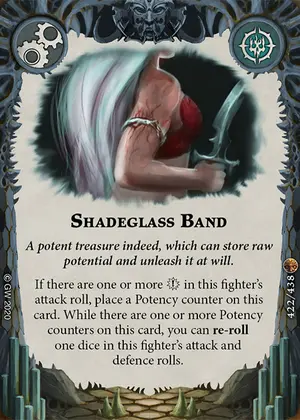 SHADEGLASS BAND
A potent treasure indeed, which can store raw
potential and unleash it at will.
If there are one or more in this fighter's
attack roll, place a Potency counter on this
card. While there are one or more Potency
counters on this card, you can re-roll
one dice in this fighter's attack and
defence rolls.
© GW 2020
422/438